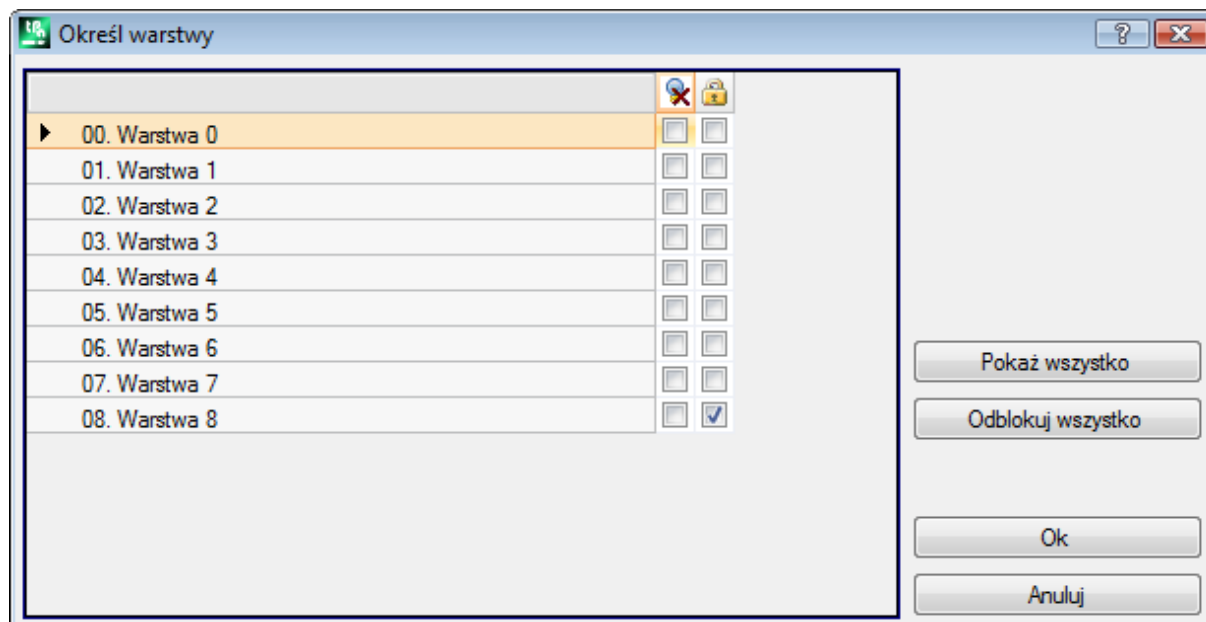 Określ warstwy
00. Warstwa 0
01. Warstwa 1
02. Warstwa 2
03. Warstwa 3
04. Warstwa 4
05. Warstwa 5
06. Warstwa 6
07. Warstwa 7
08. Warstwa 8
Pokaż wszystko
Odblokuj wszystko
Ok
Anuluj